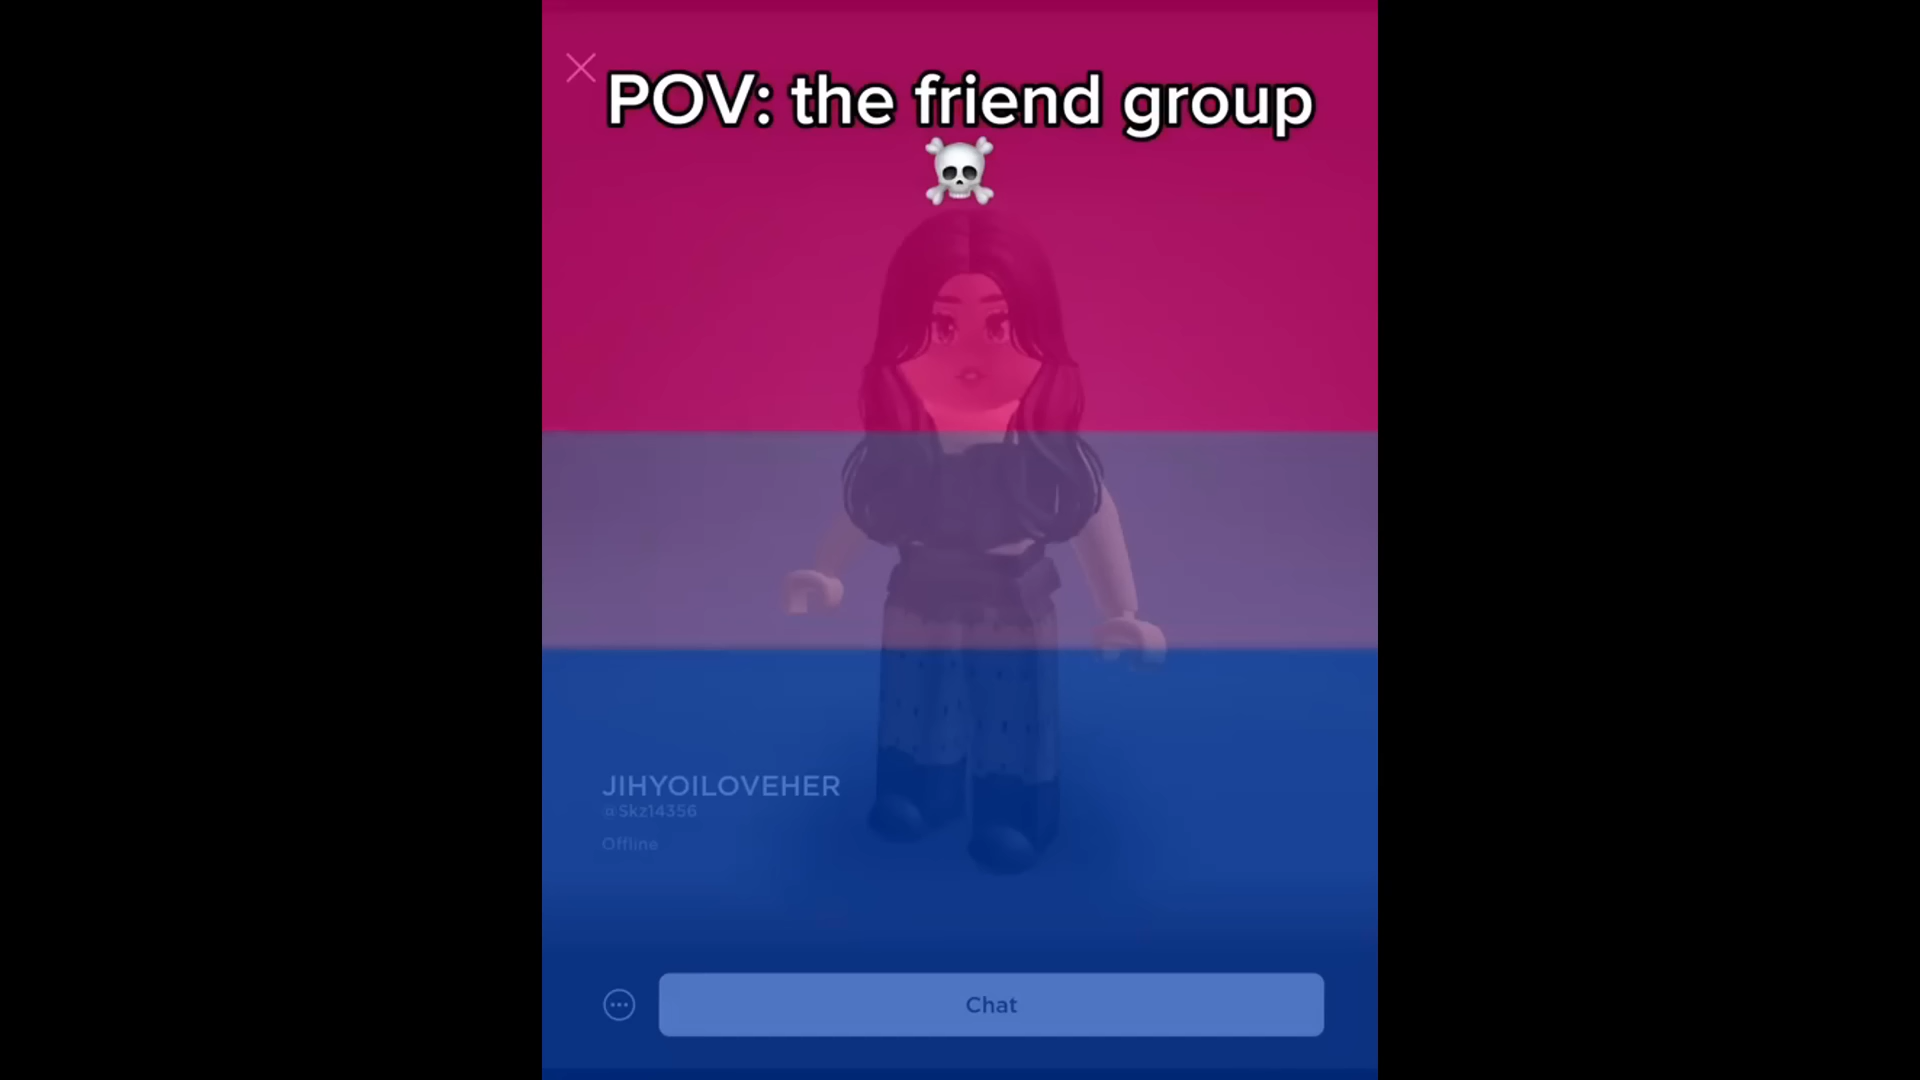 POV: the friend group
☠️
JIHYOILOVEHER
@Skz14356
Offline
Chat